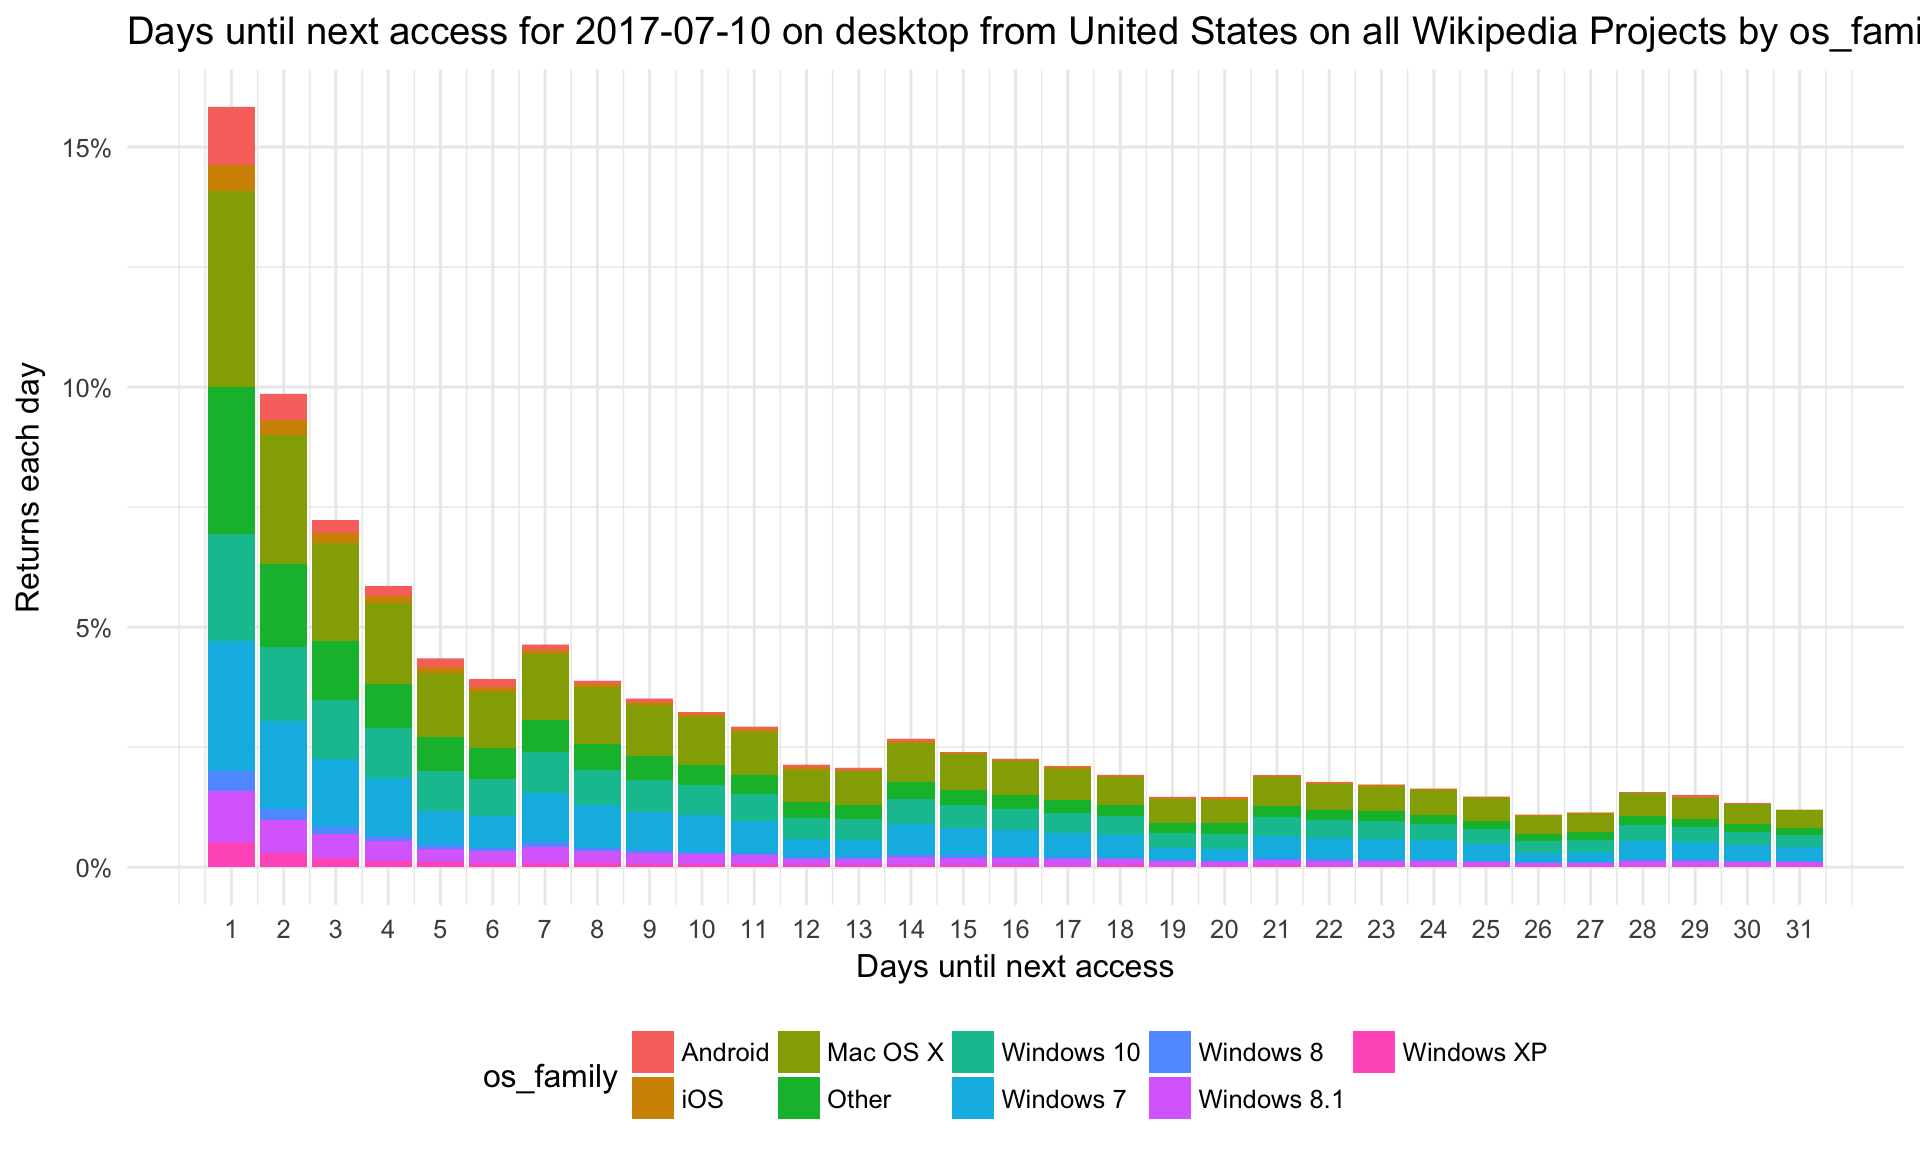 Days until next access for 2017-07-10 on desktop from United States on all Wikipedia Projects by os_fami
15%
10%
5%
0%
Returns each day
1 2 3 4 5 6 7 8 9 10 11 12 13 14 15 16 17 18 19 20 21 22 23 24 25 26 27 28 29 30 31
Days until next access
os_family
Android Mac OS X Windows 10 Windows 8 Windows XP
iOS Other Windows 7 Windows 8.1